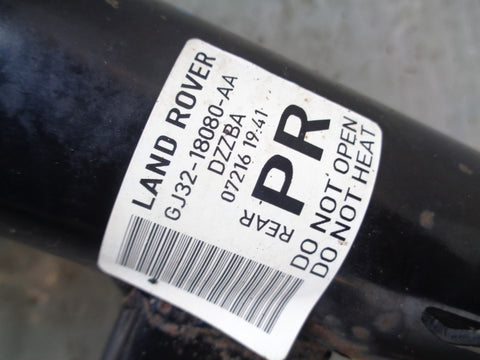 LAND ROVER
GJ32-18080-AA
DZZBA
07216 19:41
REAR PR
DO NOT OPEN
DO NOT HEAT